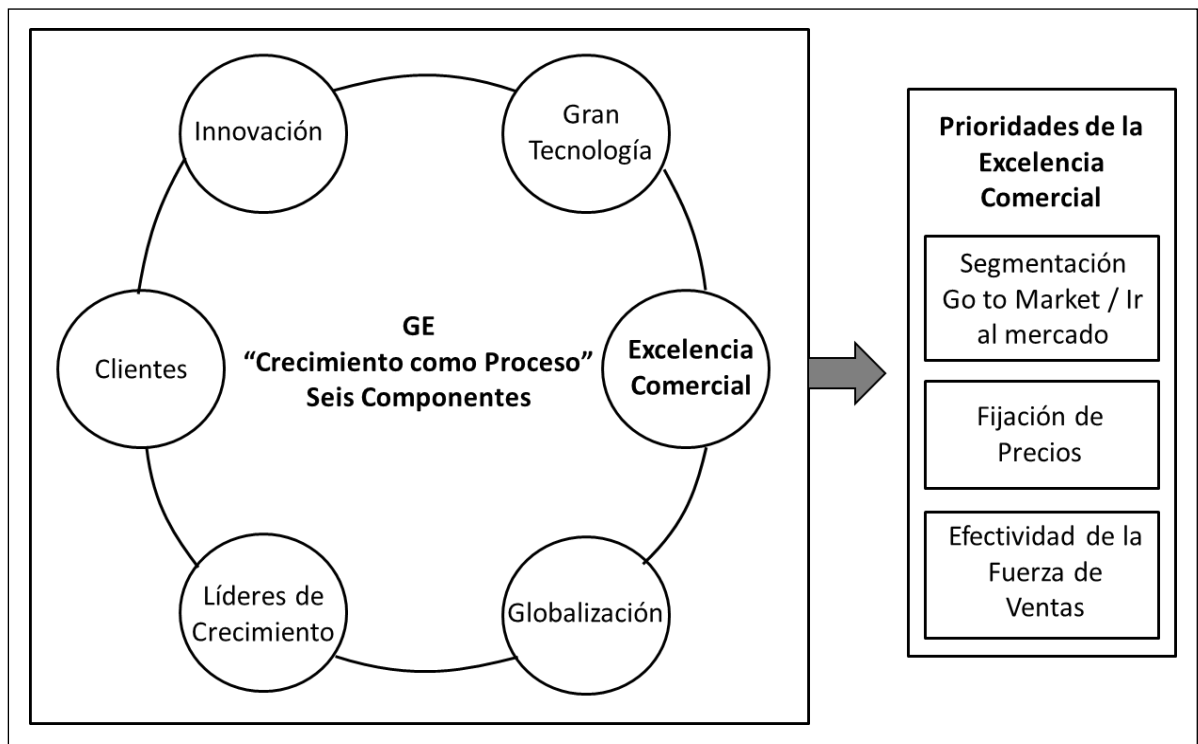 Innovación
Gran
Tecnología
Clientes
GE
“Crecimiento como Proceso”
Seis Componentes
Excelencia
Comercial
Líderes de
Crecimiento
Globalización
Prioridades de la
Excelencia
Comercial
Segmentación
Go to Market / Ir
al mercado
Fijación de
Precios
Efectividad de la
Fuerza de
Ventas